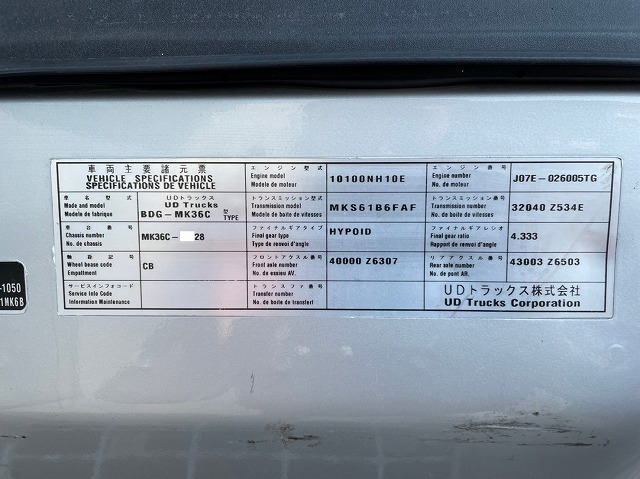 車両主要諸元票
VEHICLE SPECIFICATIONS
SPÉCIFICATIONS DE VÉHICULE
エンジン型式
Engine model
Modele de moteur
10100NH10E
エンジン番号
Engine number
No. de moteur
J07E-026005TG
車名型式
Make and model
Modele de fabrique
UDトラックス
UD Trucks
BDG-MK36C 型 TYPE
トランスミッション型式
Transmission model
Modele de boite de vitesses
MKS61B6FAF
トランスミッション番号
Transmission number
No. de boite de vitesses
32040 Z534E
車台番号
Chassis number
No. de chassis
MK36C- 28
ファイナルギアタイプ
Final gear type
Type de renvoi d'angle
HYPOID
ファイナルギアレシオ
Final gear ratio
Rapport de renvoi d'angle
4.333
軸距記号
Wheel base code
Empattement
CB
フロントアクスル番号
Front axle number
No. de essieu AV.
40000 Z6307
リアアクスル番号
Rear axle number
No. de pont AR.
43003 Z6503
サービスインフォコード
Service Info Code
Information Maintenance
トランスファ番号
Transfer number
No. de boite de transfert
UDトラックス株式会社
UD Trucks Corporation
-1050
1MK6B